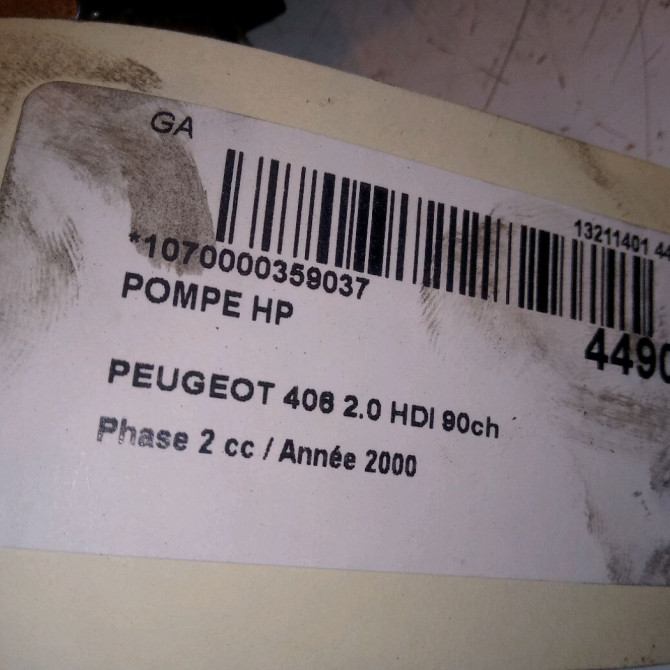 GA
13211401 44
*1070000359037
POMPE HP
4490
PEUGEOT 406 2.0 HDI 90ch
Phase 2 cc / Année 2000